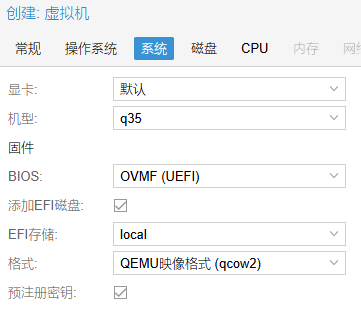 创建: 虚拟机
常规 操作系统 系统 磁盘 CPU 内存
显卡: 默认
机型: q35
固件
BIOS: OVMF (UEFI)
添加EFI磁盘:
EFI存储: local
格式: QEMU映像格式 (qcow2)
预注册密钥: